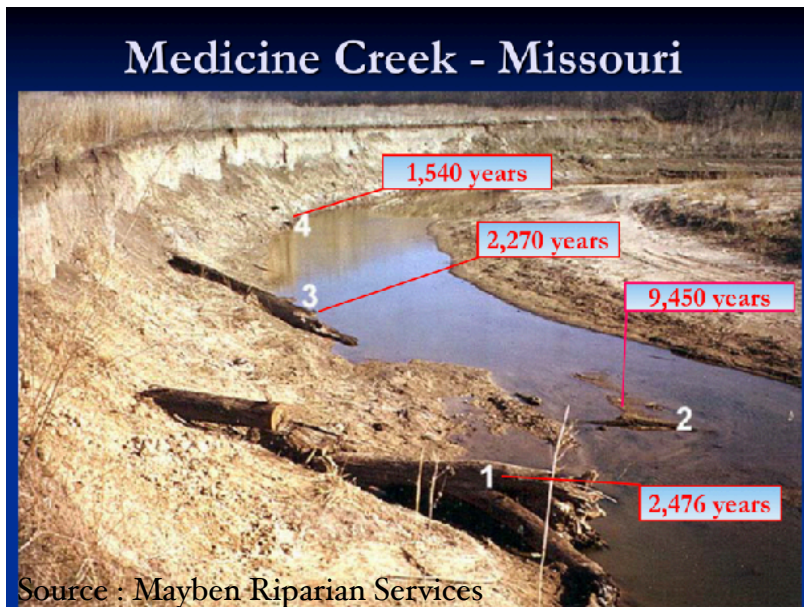 Medicine Creek - Missouri
1,540 years
4
2,270 years
3
9,450 years
2
1
2,476 years
Source : Mayben Riparian Services